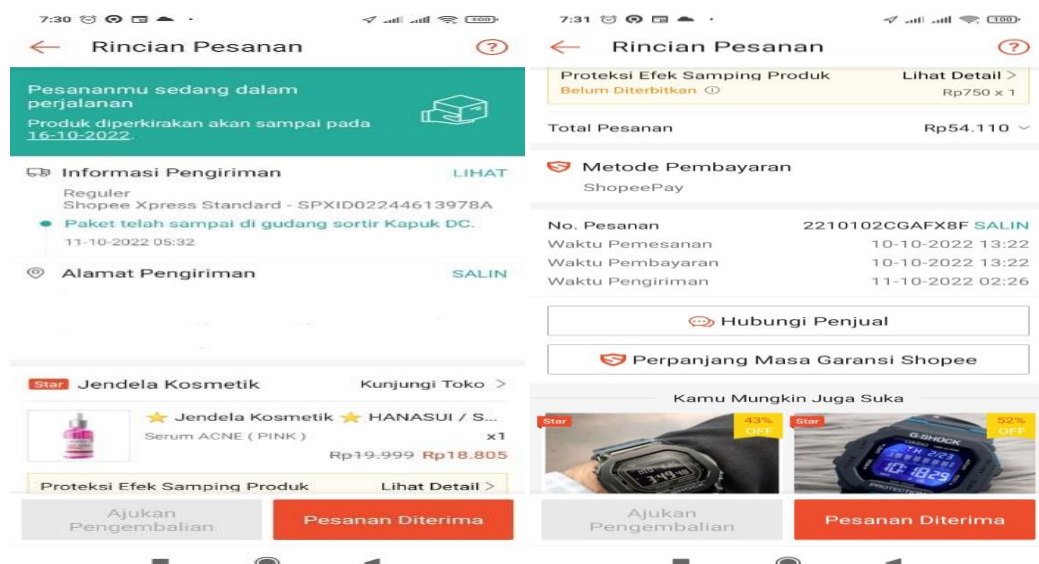 7:30
100
Rincian Pesanan
?
Pesananmu sedang dalam
perjalanan
Produk diperkirakan akan sampai pada
16-10-2022.
Informasi Pengiriman LIHAT
Reguler
Shopee Xpress Standard - SPXID022444613978A
Paket telah sampai di gudang sortir Kapuk DC.
11-10-2022 05:32
Alamat Pengiriman SALIN
Star Jendela Kosmetik Kunjungi Toko >
Jendela Kosmetik HANASUI / S...
Serum ACNE ( PINK ) x1
Rp19.999 Rp18.805
Proteksi Efek Samping Produk Lihat Detail >
Ajukan
Pengembalian
Pesanan Diterima
7:31
100
Rincian Pesanan
?
Proteksi Efek Samping Produk Lihat Detail >
Belum Diterbitkan Rp750 x 1
Total Pesanan Rp54.110
Metode Pembayaran
ShopeePay
No. Pesanan 2210102CGAFX8F SALIN
Waktu Pemesanan 10-10-2022 13:22
Waktu Pembayaran 10-10-2022 13:22
Waktu Pengiriman 11-10-2022 02:26
Hubungi Penjual
Perpanjang Masa Garansi Shopee
Kamu Mungkin Juga Suka
Star 43%
OFF
Star 52%
OFF
G-SHOCK
PROTECTION
Ajukan
Pengembalian
Pesanan Diterima